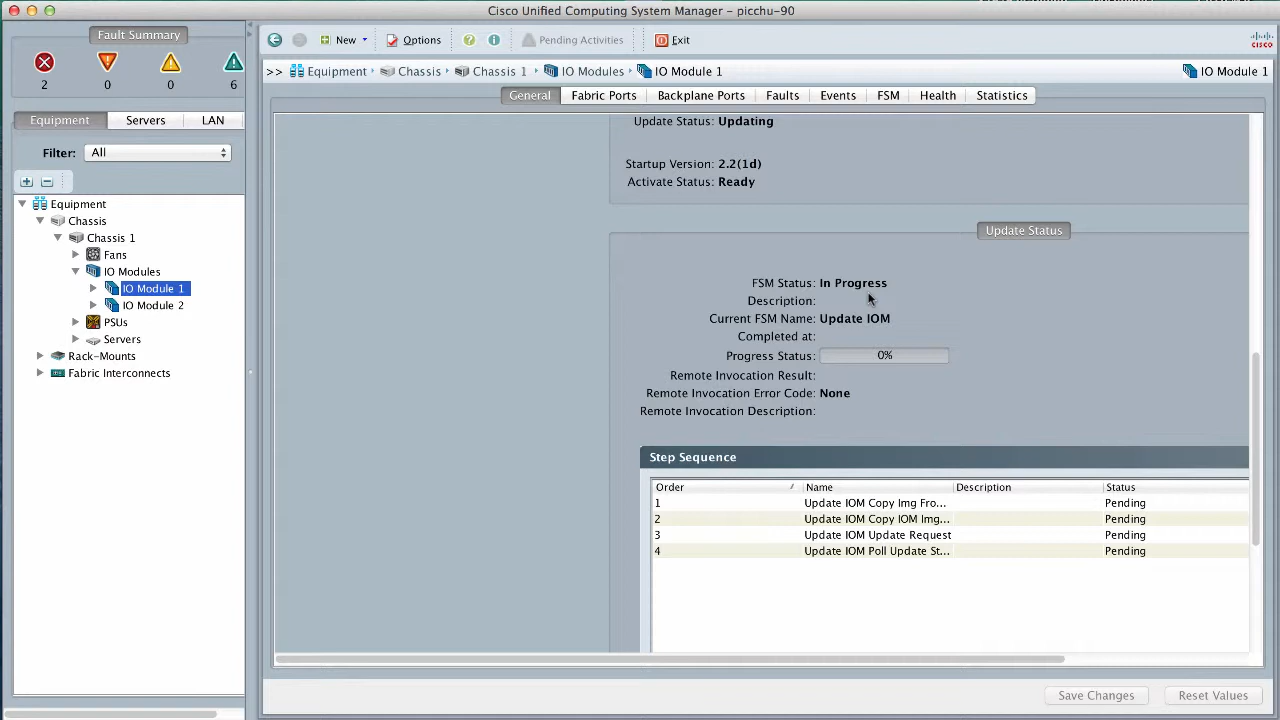 Cisco Unified Computing System Manager - picchu-90
Fault Summary
2 0 0 6
New Options Pending Activities Exit
cisco
>> Equipment Chassis Chassis 1 IO Modules IO Module 1 IO Module 1
Equipment Servers LAN
General Fabric Ports Backplane Ports Faults Events FSM Health Statistics
Filter: All
Equipment
Chassis
Chassis 1
Fans
IO Modules
IO Module 1
IO Module 2
PSUs
Servers
Rack-Mounts
Fabric Interconnects
Update Status: Updating
Startup Version: 2.2(1d)
Activate Status: Ready
Update Status
FSM Status: In Progress
Description:
Current FSM Name: Update IOM
Completed at:
Progress Status: 0%
Remote Invocation Result:
Remote Invocation Error Code: None
Remote Invocation Description:
Step Sequence
Order Name Description Status
1 Update IOM Copy Img Fro... Pending
2 Update IOM Copy IOM Img... Pending
3 Update IOM Update Request Pending
4 Update IOM Poll Update St... Pending
Save Changes Reset Values